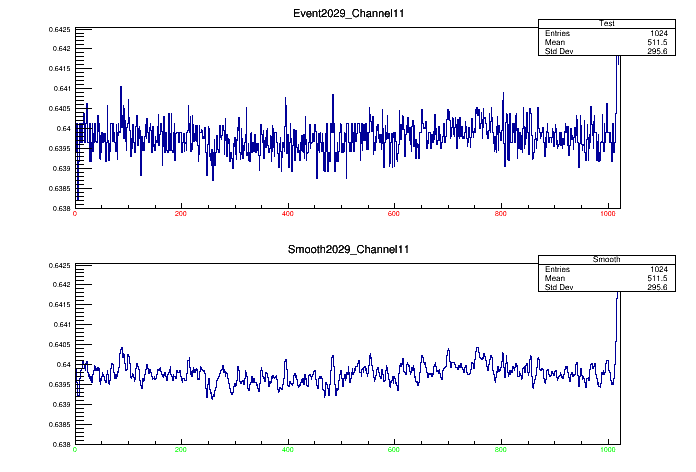 Event2029_Channel11
Test
Entries 1024
Mean 511.5
Std Dev 295.6
0.6425
0.642
0.6415
0.641
0.6405
0.64
0.6395
0.639
0.6385
0.638
0 200 400 600 800 1000
Smooth2029_Channel11
Smooth
Entries 1024
Mean 511.5
Std Dev 295.6
0.6425
0.642
0.6415
0.641
0.6405
0.64
0.6395
0.639
0.6385
0.638
0 200 400 600 800 1000